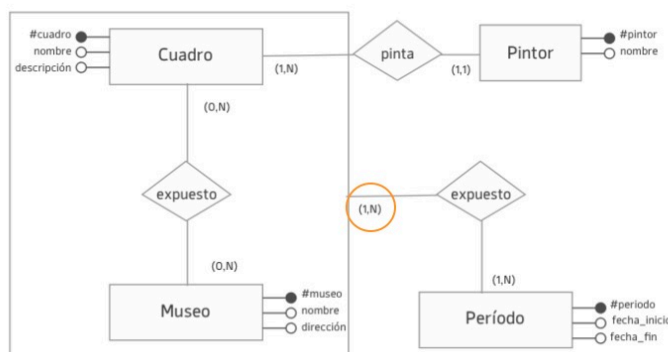 #cuadro
nombre
descripción
Cuadro
(1,N)
pinta
(1,1)
Pintor
#pintor
nombre
(0,N)
expuesto
(1,N)
expuesto
(0,N)
(1,N)
Museo
#museo
nombre
dirección
Período
#periodo
fecha_inicio
fecha_fin